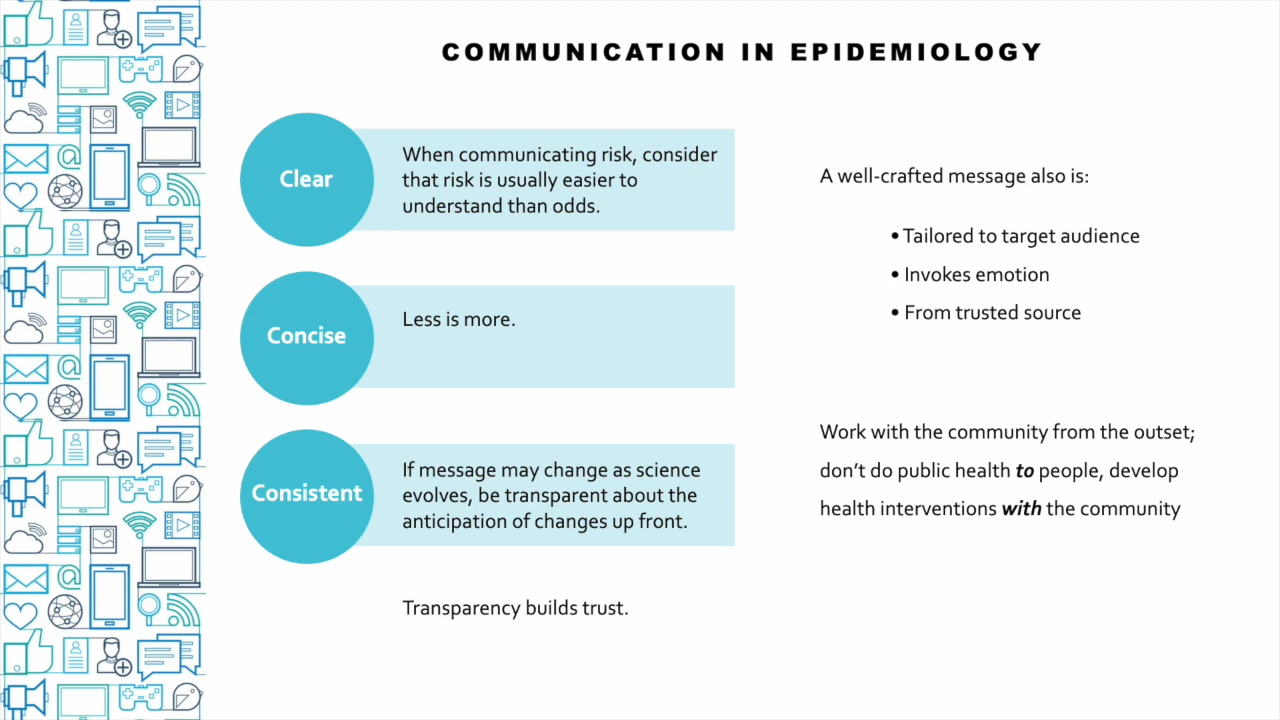 COMMUNICATION IN EPIDEMIOLOGY
Clear
When communicating risk, consider
that risk is usually easier to
understand than odds.
Concise
Less is more.
Consistent
If message may change as science
evolves, be transparent about the
anticipation of changes up front.
Transparency builds trust.
A well-crafted message also is:
• Tailored to target audience
• Invokes emotion
• From trusted source
Work with the community from the outset;
don’t do public health to people, develop
health interventions with the community